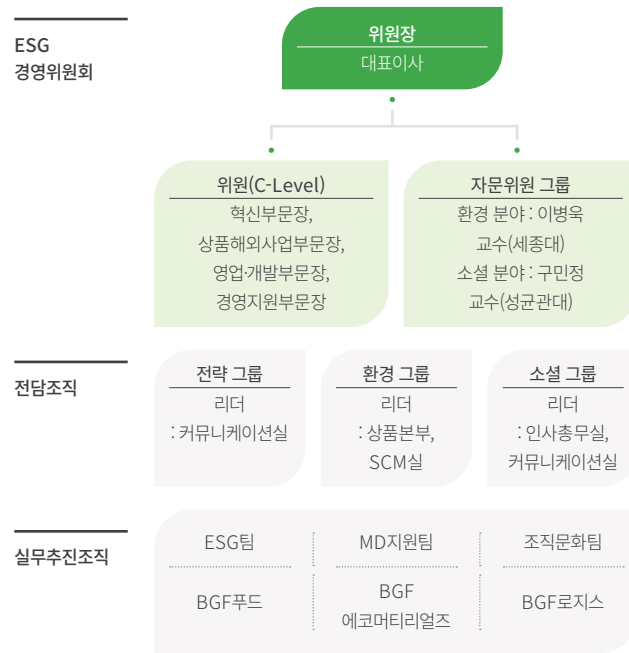 ESG
경영위원회
위원장
대표이사
위원(C-Level)
혁신부문장,
상품해외사업부문장,
영업·개발부문장,
경영지원부문장
자문위원 그룹
환경 분야 : 이병욱
교수(세종대)
소셜 분야 : 구민정
교수(성균관대)
전담조직
전략 그룹
리더
: 커뮤니케이션실
환경 그룹
리더
: 상품본부,
SCM실
소셜 그룹
리더
: 인사총무실,
커뮤니케이션실
실무추진조직
ESG팀
MD지원팀
조직문화팀
BGF푸드
BGF
에코머티리얼즈
BGF로지스